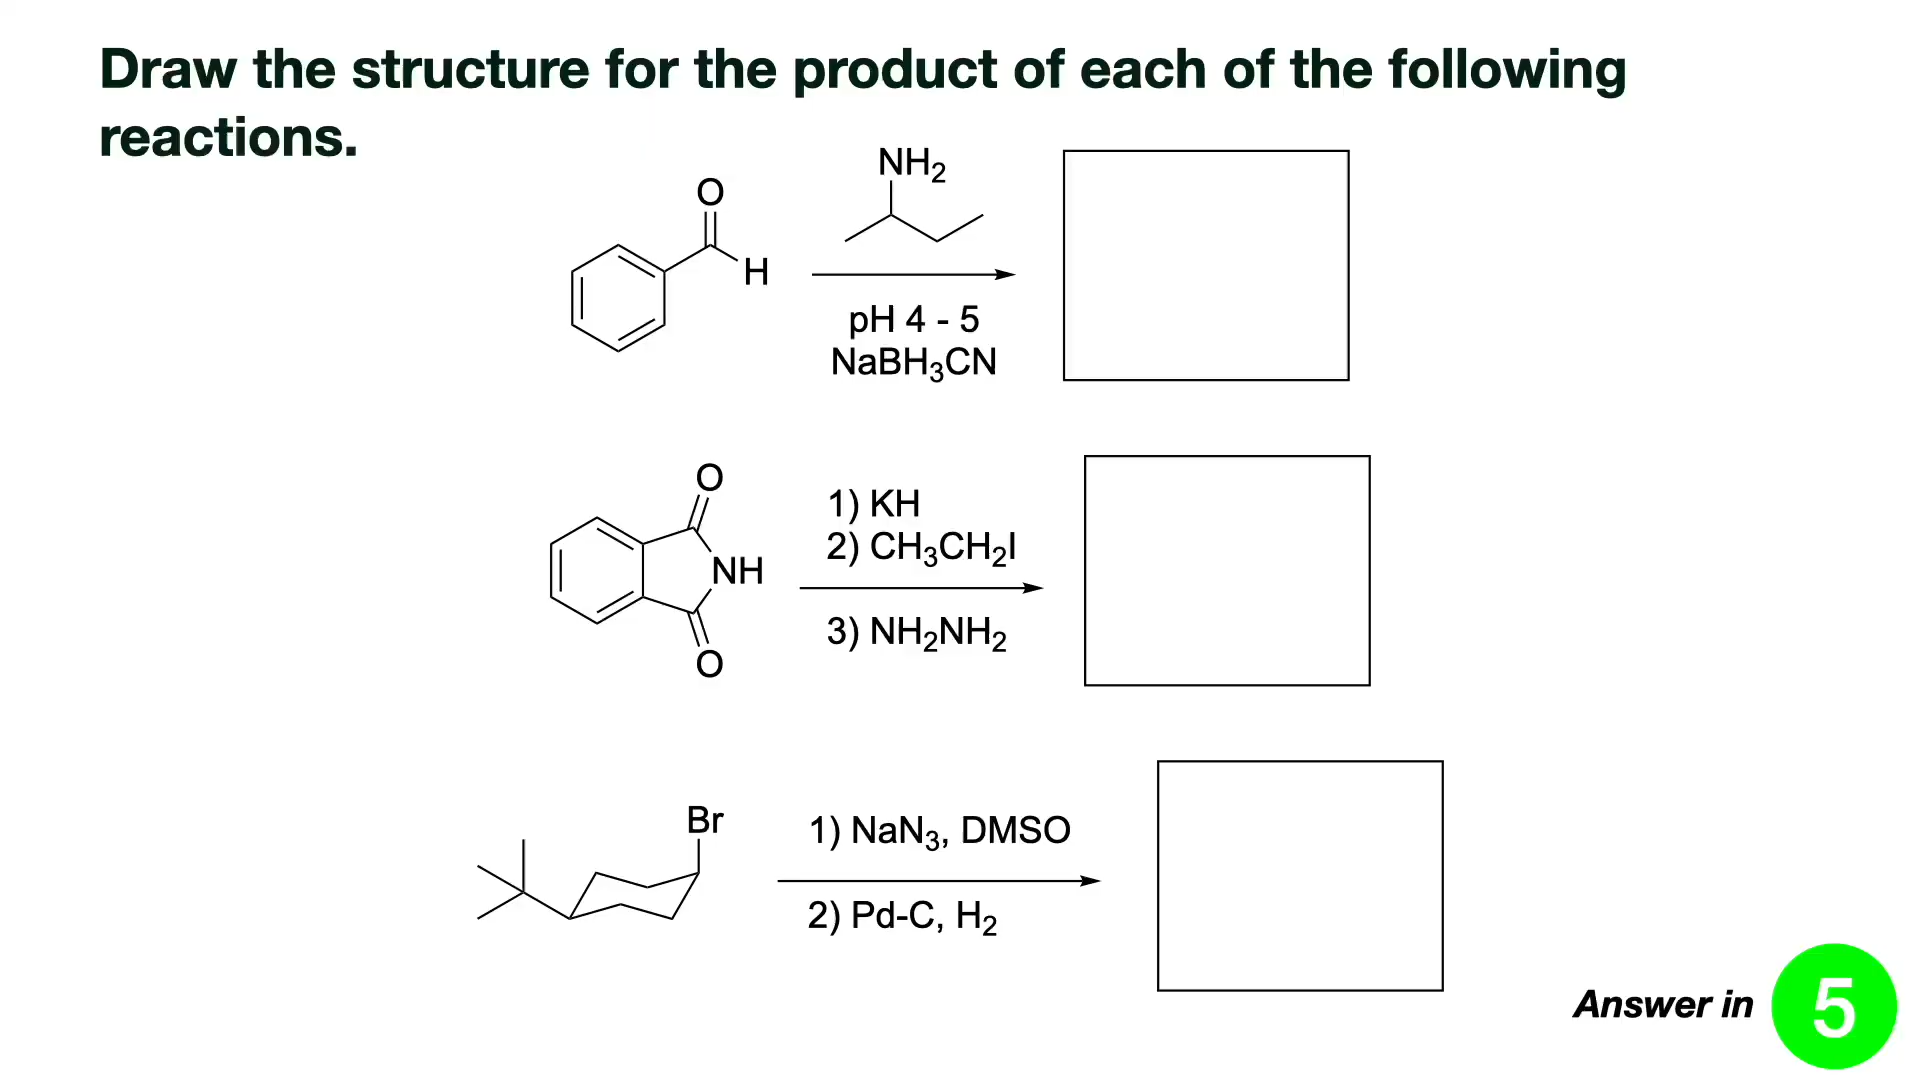 Draw the structure for the product of each of the following
reactions.
NH₂
O
H
pH 4 - 5
NaBH₃CN
O
NH
O
1) KH
2) CH₃CH₂I
3) NH₂NH₂
Br
1) NaN₃, DMSO
2) Pd-C, H₂
Answer in 5